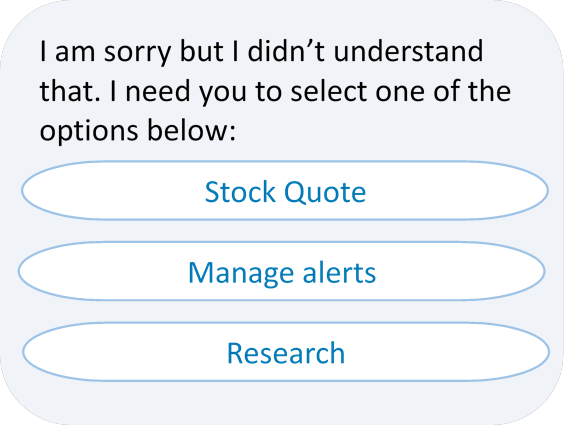 I am sorry but I didn’t understand
that. I need you to select one of the
options below:
Stock Quote
Manage alerts
Research